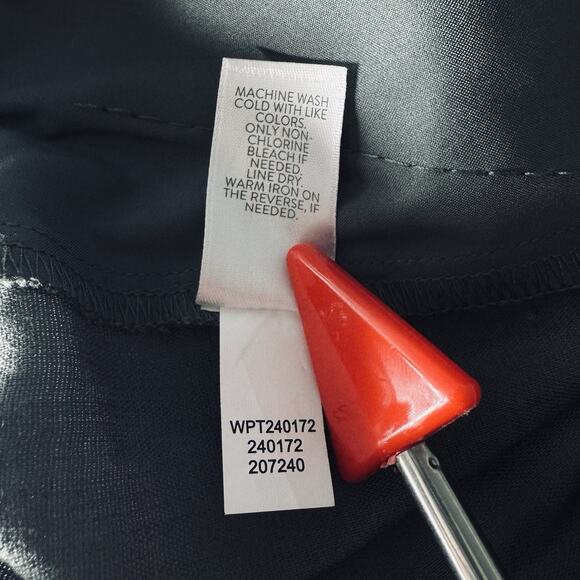 MACHINE WASH
COLD WITH LIKE
COLORS.
ONLY NON-
CHLORINE
BLEACH IF
NEEDED.
LINE DRY.
WARM IRON ON
THE REVERSE, IF
NEEDED.
WPT240172
240172
207240